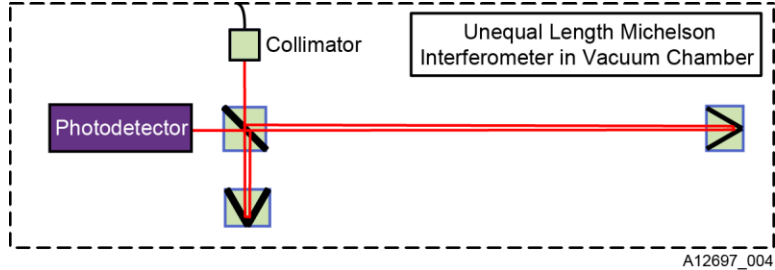 Collimator
Unequal Length Michelson
Interferometer in Vacuum Chamber
Photodetector
A12697_004